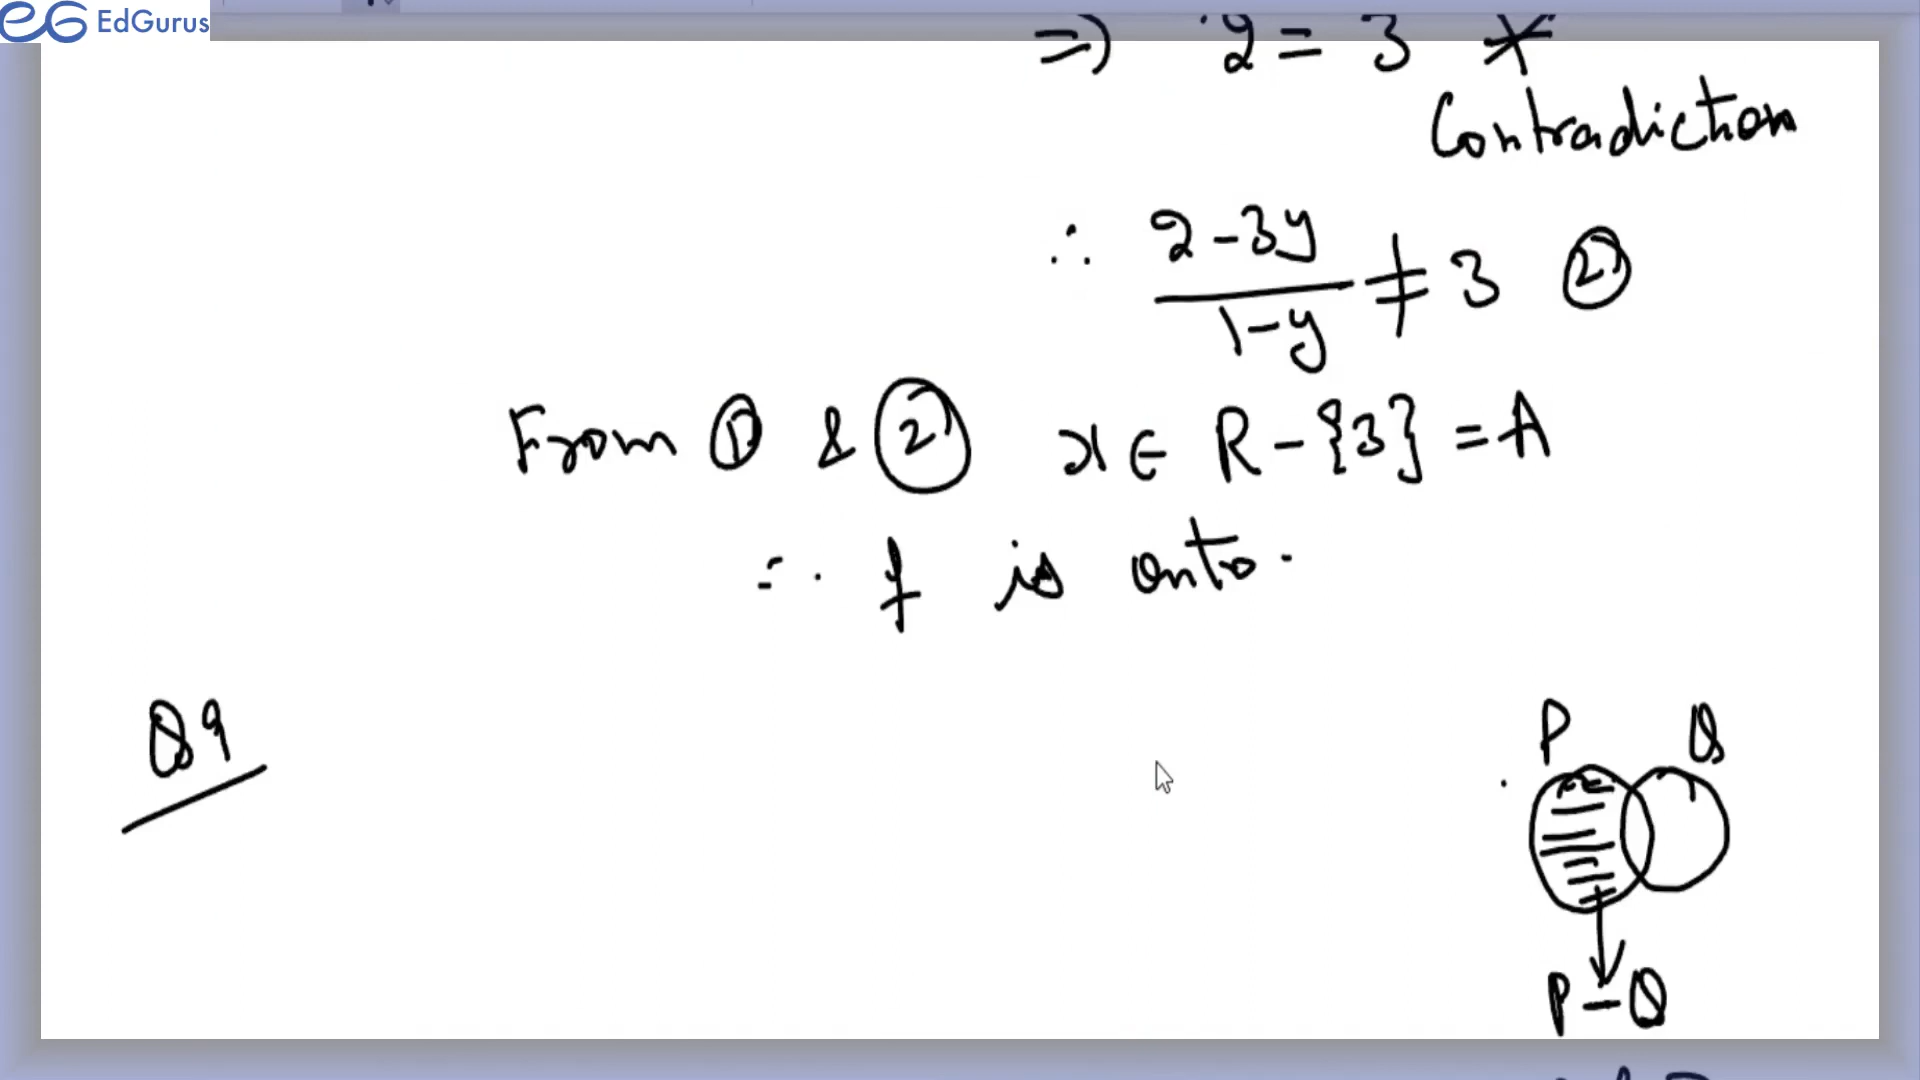 EdGurus
=> 2 = 3 *
Contradiction
∴ 2-3y / 1-y ≠ 3 ②
From ① & ② x ∈ R - {3} = A
∴ f is onto.
Q9
P Q
P - Q